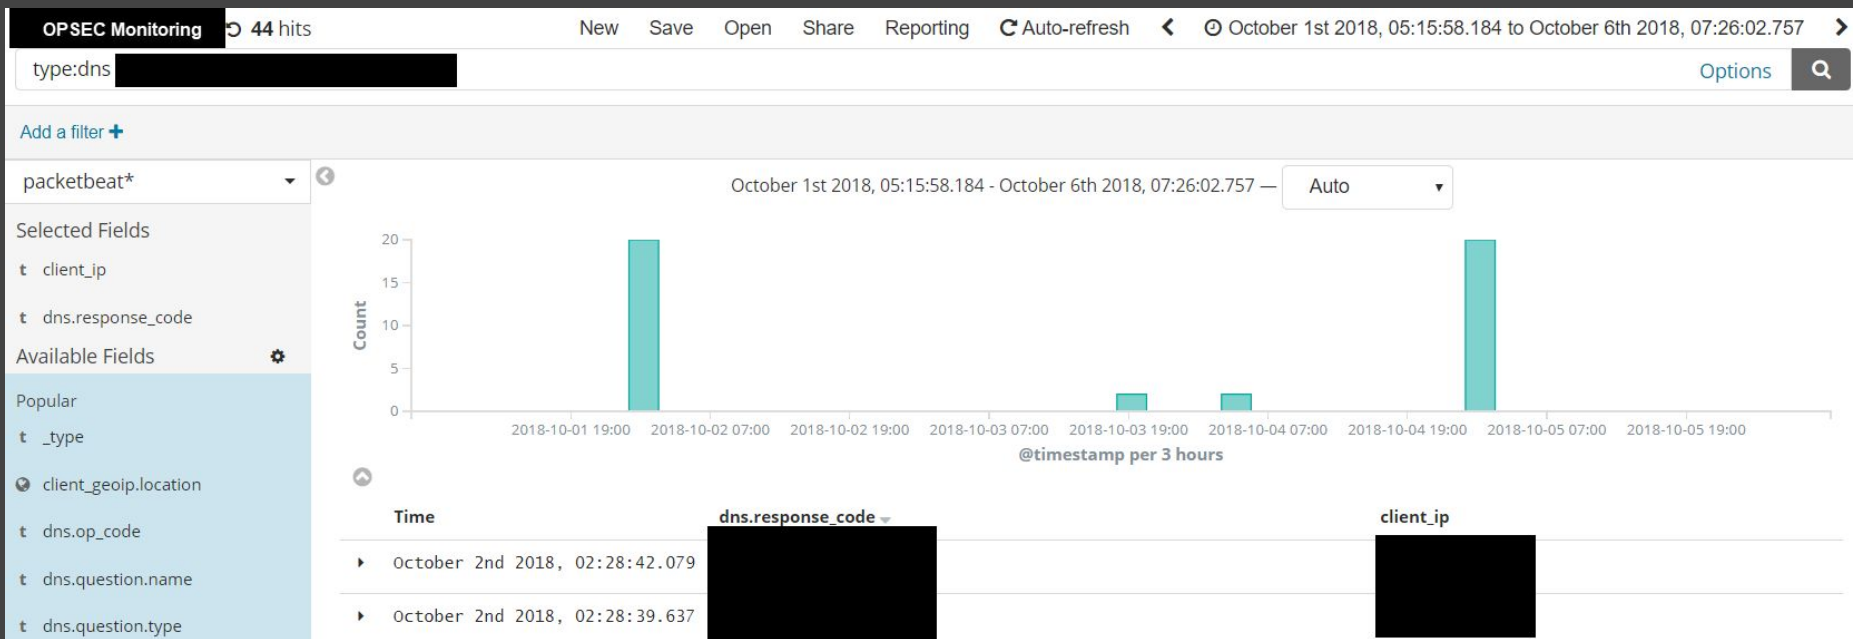 OPSEC Monitoring 44 hits New Save Open Share Reporting Auto-refresh October 1st 2018, 05:15:58.184 to October 6th 2018, 07:26:02.757
type:dns Options
Add a filter
packetbeat*
October 1st 2018, 05:15:58.184 - October 6th 2018, 07:26:02.757 — Auto
Selected Fields
t client_ip
t dns.response_code
Available Fields
Popular
t _type
client_geoip.location
t dns.op_code
t dns.question.name
t dns.question.type
20
15
10
5
0
Count
2018-10-01 19:00 2018-10-02 07:00 2018-10-02 19:00 2018-10-03 07:00 2018-10-03 19:00 2018-10-04 07:00 2018-10-04 19:00 2018-10-05 07:00 2018-10-05 19:00
@timestamp per 3 hours
Time dns.response_code client_ip
October 2nd 2018, 02:28:42.079
October 2nd 2018, 02:28:39.637